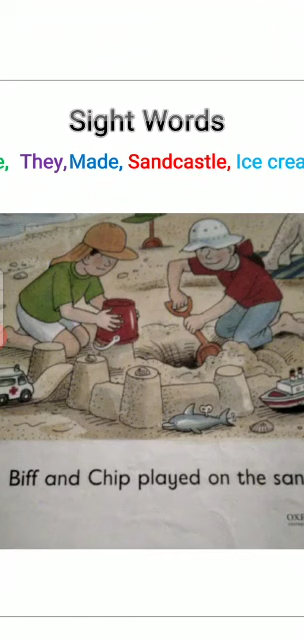 Sight Words
e, They, Made, Sandcastle, Ice crea
Biff and Chip played on the san